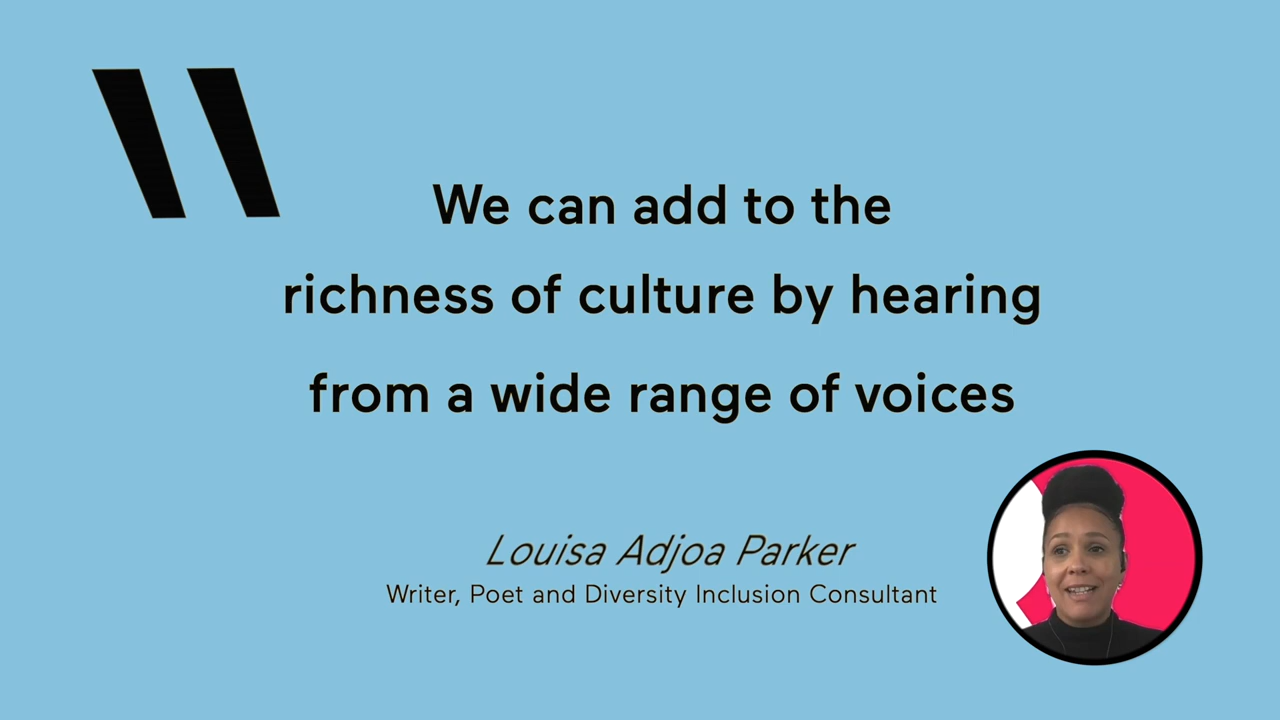 "
We can add to the
richness of culture by hearing
from a wide range of voices
Louisa Adjoa Parker
Writer, Poet and Diversity Inclusion Consultant